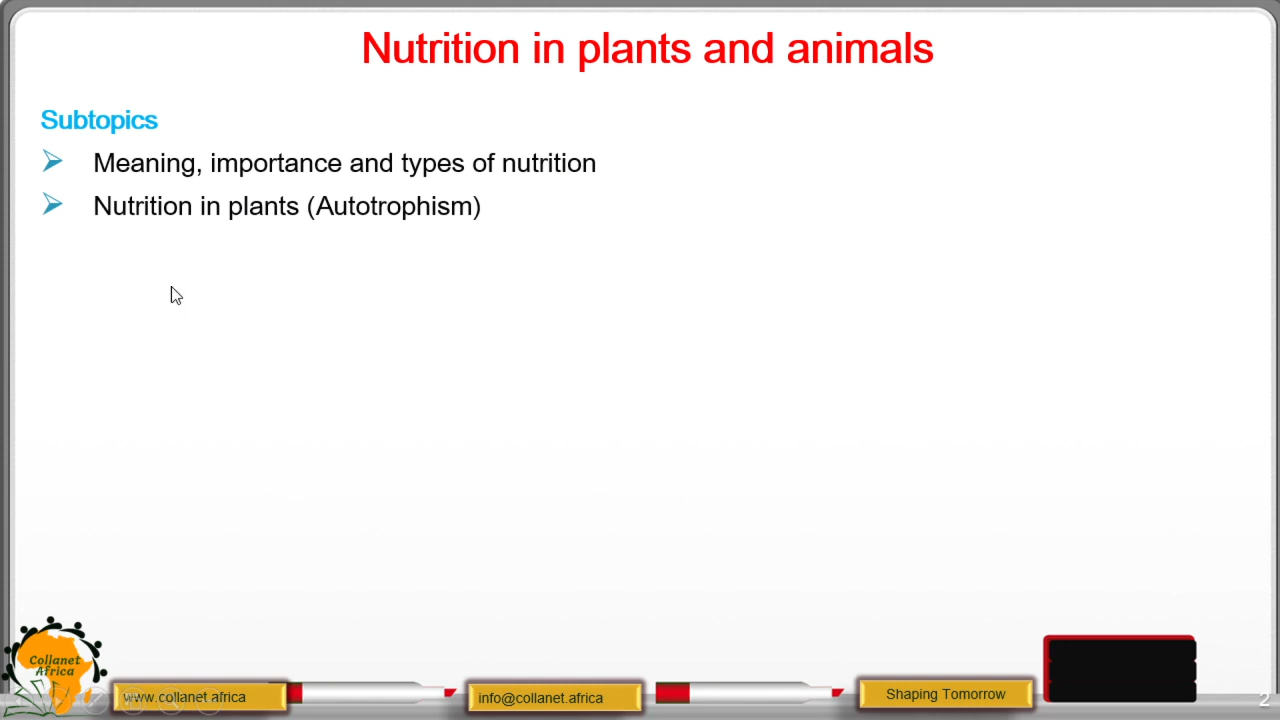 Nutrition in plants and animals
Subtopics
Meaning, importance and types of nutrition
Nutrition in plants (Autotrophism)
Collanet
Africa
www.collanet africa
info@collanet.africa
Shaping Tomorrow
2